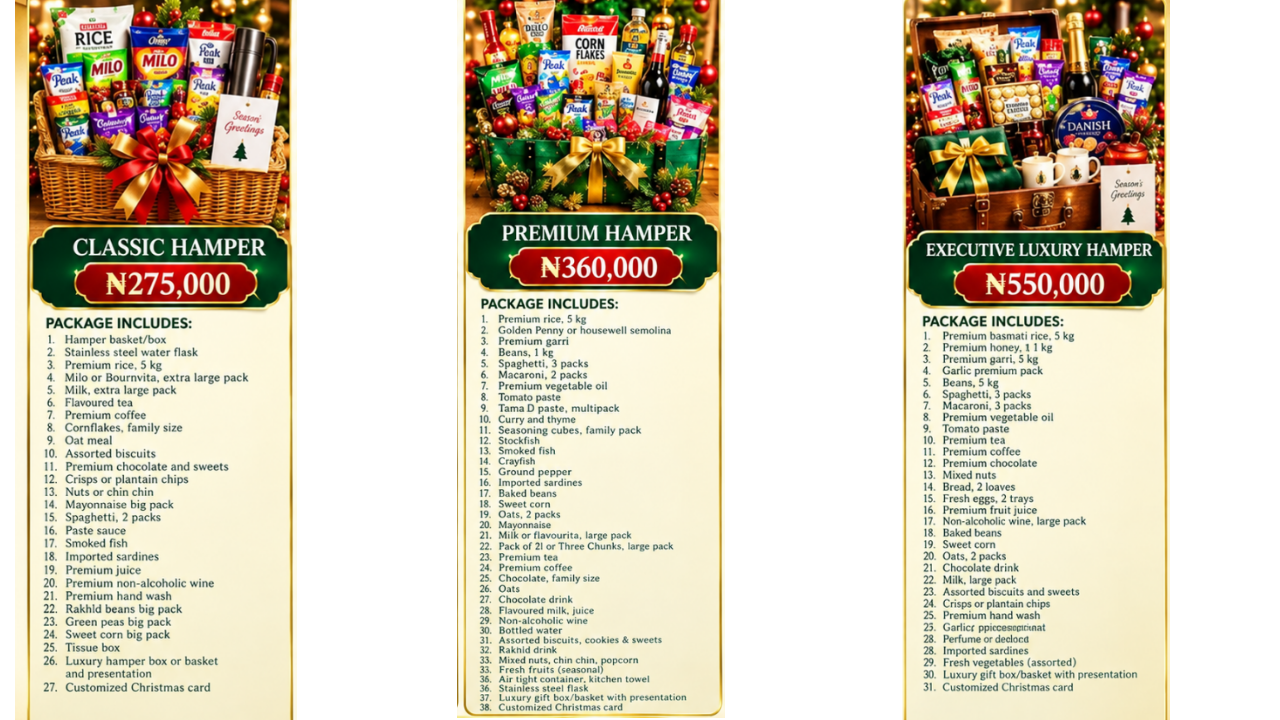 RICE
MILO
MILO
Peak
Peak
Peak
Peak
Season's
Greetings
CLASSIC HAMPER
₦275,000
PACKAGE INCLUDES:
1. Hamper basket/box
2. Stainless steel water flask
3. Premium rice, 5 kg
4. Milo or Bournvita, extra large pack
5. Milk, extra large pack
6. Flavoured tea
7. Premium coffee
8. Cornflakes, family size
9. Oat meal
10. Assorted biscuits
11. Premium chocolate and sweets
12. Crisps or plantain chips
13. Nuts or chin chin
14. Mayonnaise big pack
15. Spaghetti, 2 packs
16. Paste sauce
17. Smoked fish
18. Imported sardines
19. Premium juice
20. Premium non-alcoholic wine
21. Premium hand wash
22. Rakhld beans big pack
23. Green peas big pack
24. Sweet corn big pack
25. Tissue box
26. Luxury hamper box or basket
and presentation
27. Customized Christmas card
CORN
FLAKES
Peak
Peak
PREMIUM HAMPER
₦360,000
PACKAGE INCLUDES:
1. Premium rice, 5 kg
2. Golden Penny or housewell semolina
3. Premium garri
4. Beans, 1 kg
5. Spaghetti, 3 packs
6. Macaroni, 2 packs
7. Premium vegetable oil
8. Tomato paste
9. Tama D paste, multipack
10. Curry and thyme
11. Seasoning cubes, family pack
12. Stockfish
13. Smoked fish
14. Crayfish
15. Ground pepper
16. Imported sardines
17. Baked beans
18. Sweet corn
19. Oats, 2 packs
20. Mayonnaise
21. Milk or flavourita, large pack
22. Pack of 2l or Three Chunks, large pack
23. Premium tea
24. Premium coffee
25. Chocolate, family size
26. Oats
27. Chocolate drink
28. Flavoured milk, juice
29. Non-alcoholic wine
30. Bottled water
31. Assorted biscuits, cookies & sweets
32. Rakhld drink
33. Mixed nuts, chin chin, popcorn
33. Fresh fruits (seasonal)
36. Air tight container, kitchen towel
36. Stainless steel flask
37. Luxury gift box/basket with presentation
38. Customized Christmas card
Peak
Peak
Peak
DANISH
Season's
Greetings
EXECUTIVE LUXURY HAMPER
₦550,000
PACKAGE INCLUDES:
1. Premium basmati rice, 5 kg
2. Premium honey, 1 1 kg
3. Premium garri, 5 kg
4. Garlic premium pack
5. Beans, 5 kg
6. Spaghetti, 3 packs
7. Macaroni, 3 packs
8. Premium vegetable oil
9. Tomato paste
10. Premium tea
11. Premium coffee
12. Premium chocolate
13. Mixed nuts
14. Bread, 2 loaves
15. Fresh eggs, 2 trays
16. Premium fruit juice
17. Non-alcoholic wine, large pack
18. Baked beans
19. Sweet corn
20. Oats, 2 packs
21. Chocolate drink
22. Milk, large pack
23. Assorted biscuits and sweets
24. Crisps or plantain chips
25. Premium hand wash
25. Garlic
28. Perfume or
28. Imported sardines
29. Fresh vegetables (assorted)
30. Luxury gift box/basket with presentation
31. Customized Christmas card